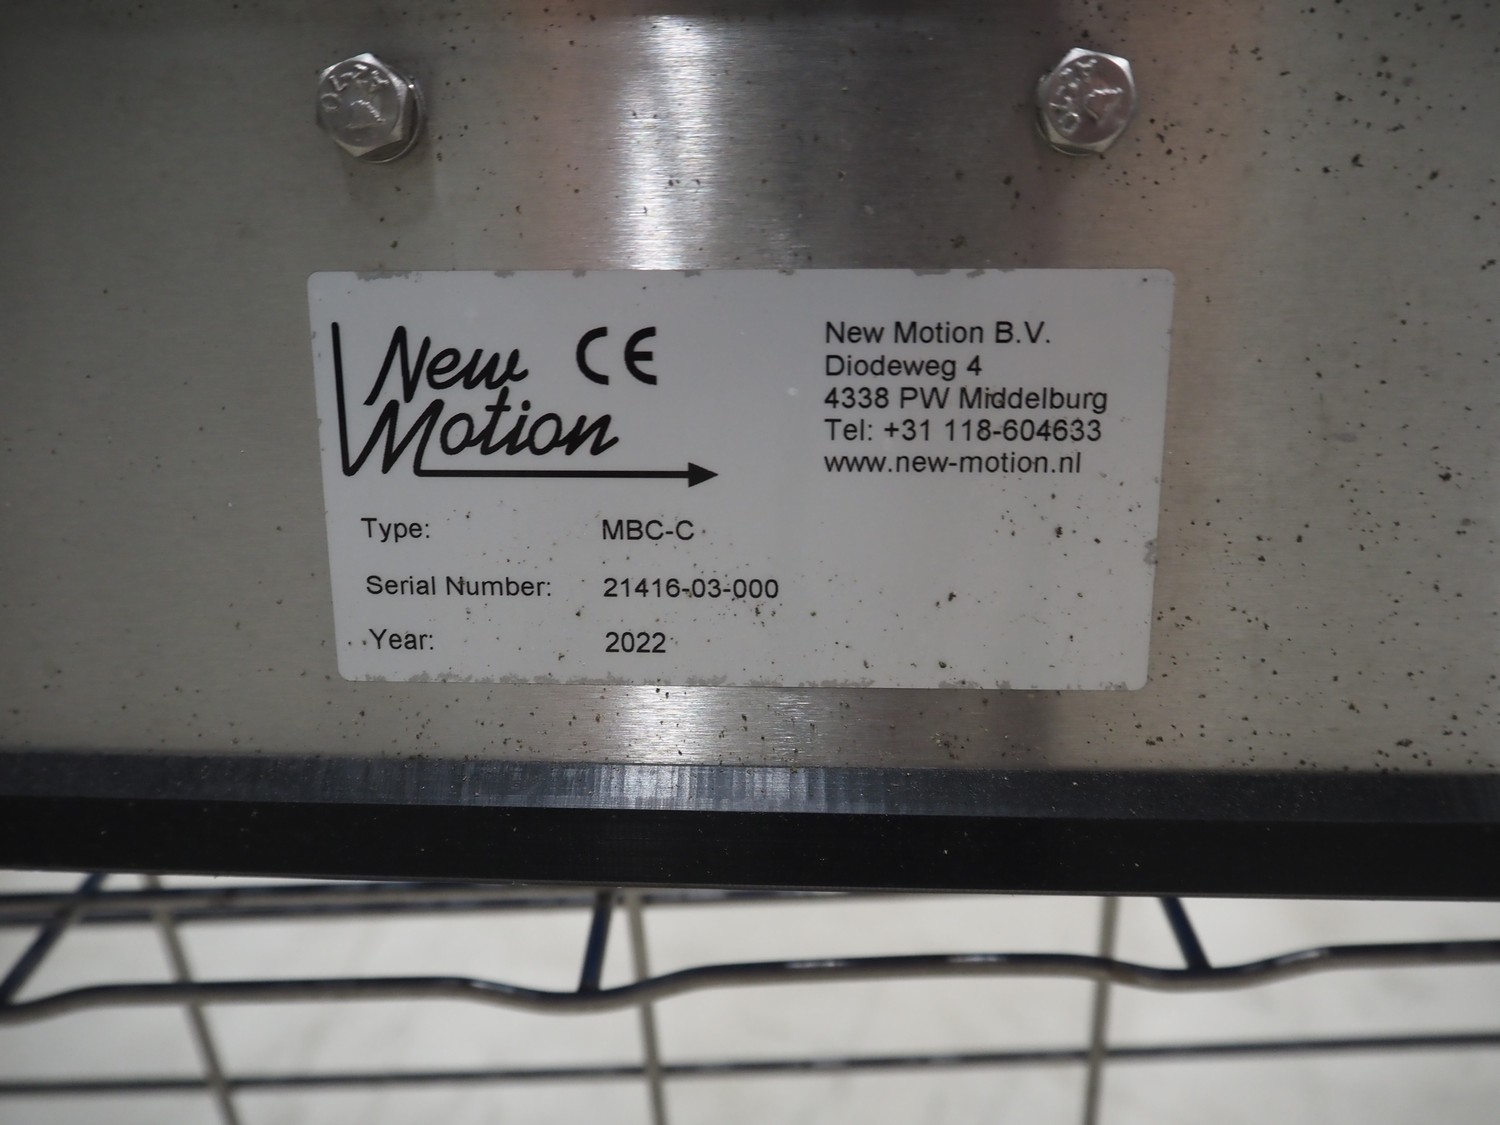 New CE
Motion
New Motion B.V.
Diodeweg 4
4338 PW Middelburg
Tel: +31 118-604633
www.new-motion.nl
Type: MBC-C
Serial Number: 21416-03-000
Year: 2022